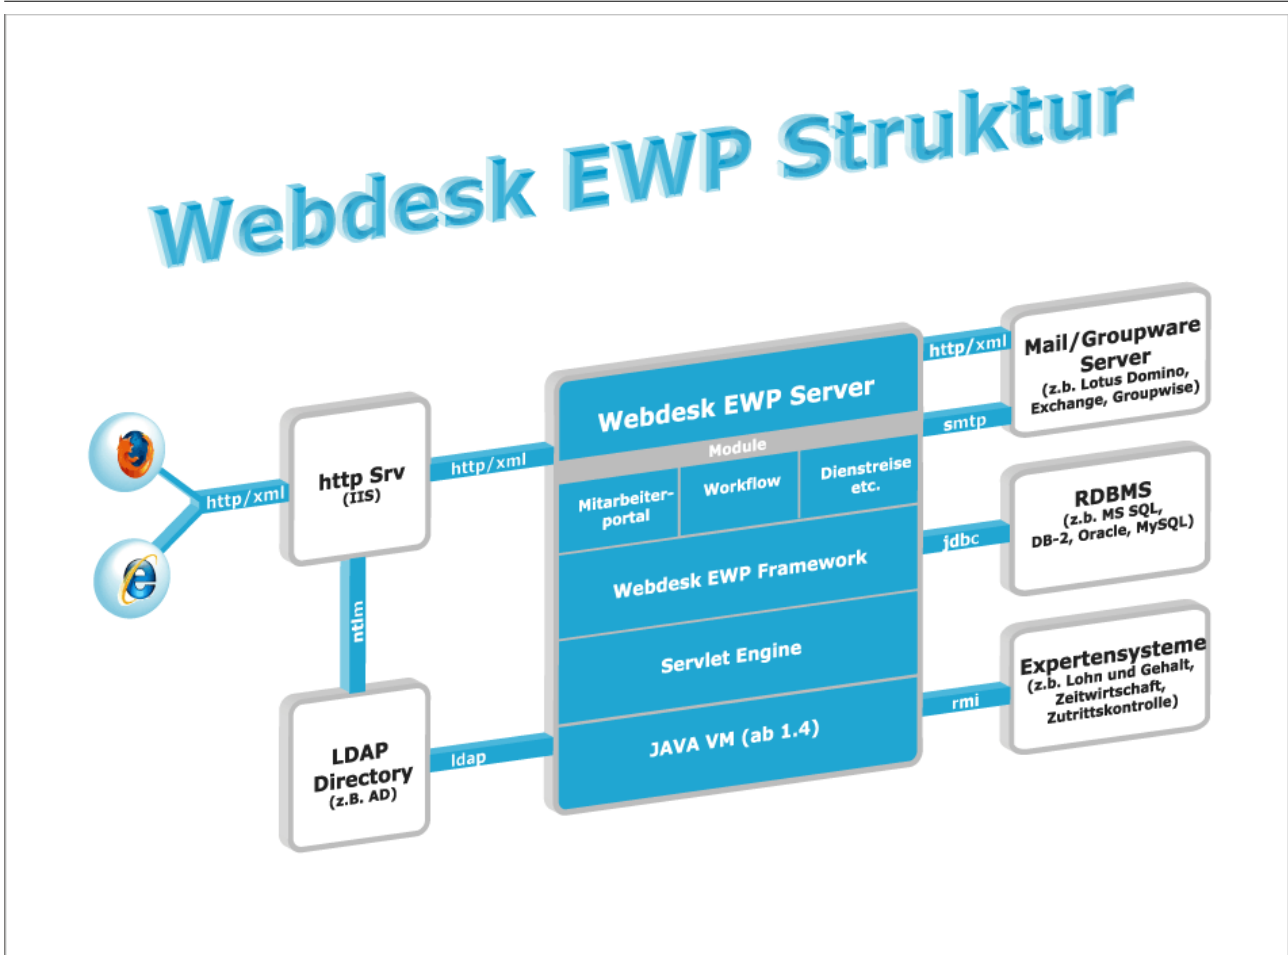 Webdesk EWP Struktur
http/xml
http Srv
(IIS)
http/xml
ntlm
LDAP
Directory
(z.B. AD)
ldap
Webdesk EWP Server
Module
Mitarbeiter-
portal
Workflow
Dienstreise
etc.
Webdesk EWP Framework
Servlet Engine
JAVA VM (ab 1.4)
http/xml
smtp
jdbc
rmi
Mail/Groupware
Server
(z.b. Lotus Domino,
Exchange, Groupwise)
RDBMS
(z.b. MS SQL,
DB-2, Oracle, MySQL)
Expertensysteme
(z.b. Lohn und Gehalt,
Zeitwirtschaft,
Zutrittskontrolle)